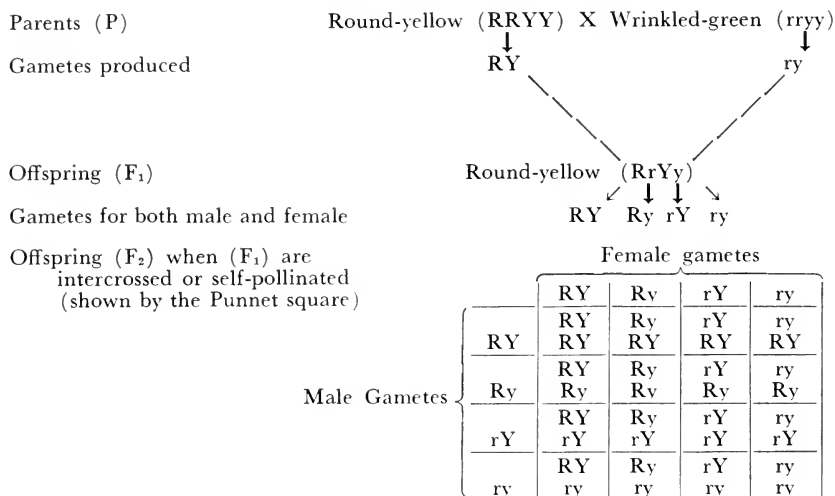 Parents (P) Round-yellow (RRYY) X Wrinkled-green (rryy)
Gametes produced RY ry
Offspring (F₁) Round-yellow (RrYy)
Gametes for both male and female RY Ry rY ry
Offspring (F₂) when (F₁) are
intercrossed or self-pollinated
(shown by the Punnet square)
Female gametes
RY Ry rY ry
RY Ry rY ry
RY RY RY RY RY
RY Ry rY ry
Male Gametes Ry Ry Ry Ry Ry
RY Ry rY ry
rY rY rY rY rY
RY Ry rY ry
ry ry ry ry ry